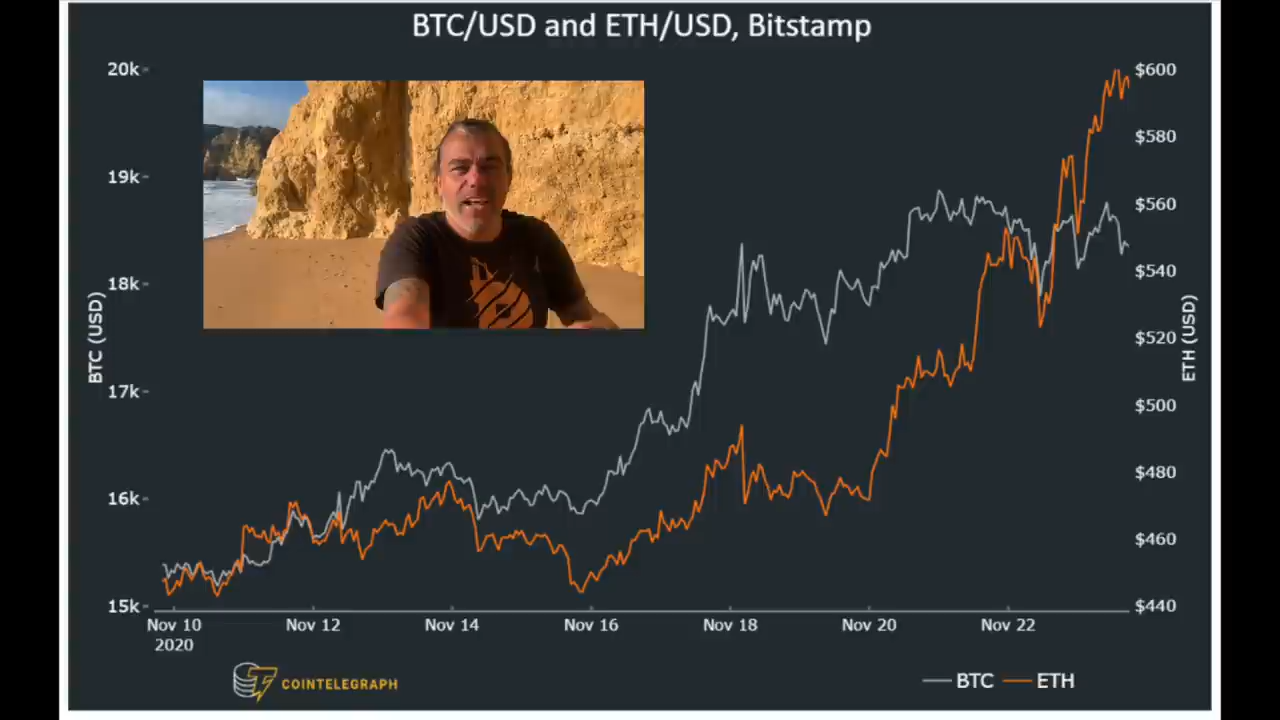 BTC/USD and ETH/USD, Bitstamp
20k
19k
18k
17k
16k
15k
BTC (USD)
$600
$580
$560
$540
$520
$500
$480
$460
$440
ETH (USD)
Nov 10 Nov 12 Nov 14 Nov 16 Nov 18 Nov 20 Nov 22
2020
COINTELEGRAPH
BTC ETH